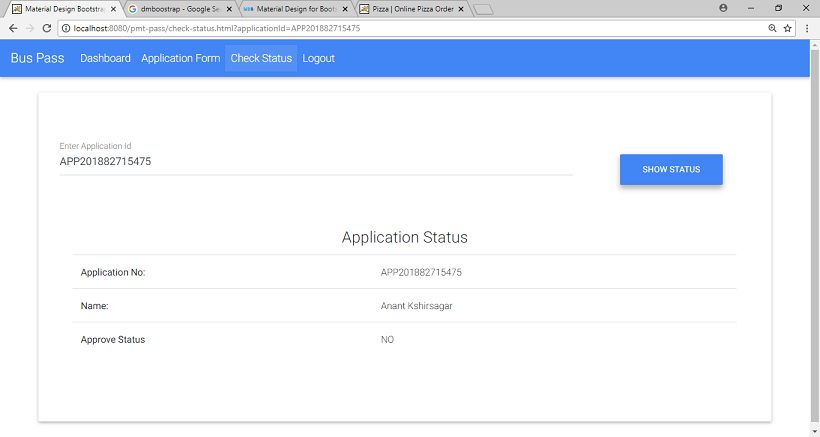 Material Design Bootstrap
dmboostrap - Google Se
Material Design for Boots
Pizza | Online Pizza Order
localhost:8080/pmt-pass/check-status.html?applicationId=APP201882715475
Bus Pass Dashboard Application Form Check Status Logout
Enter Application Id
APP201882715475
SHOW STATUS
Application Status
Application No: APP201882715475
Name: Anant Kshirsagar
Approve Status NO